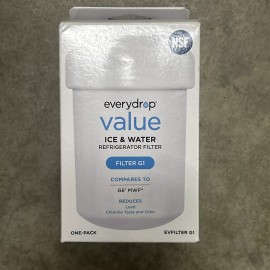 NSF
everydrop
value
ICE & WATER
REFRIGERATOR FILTER
FILTER G1
COMPARES TO
GE† MWF*
REDUCES
Lead
Chlorine Taste and Odor
ONE-PACK
EVFILTER G1